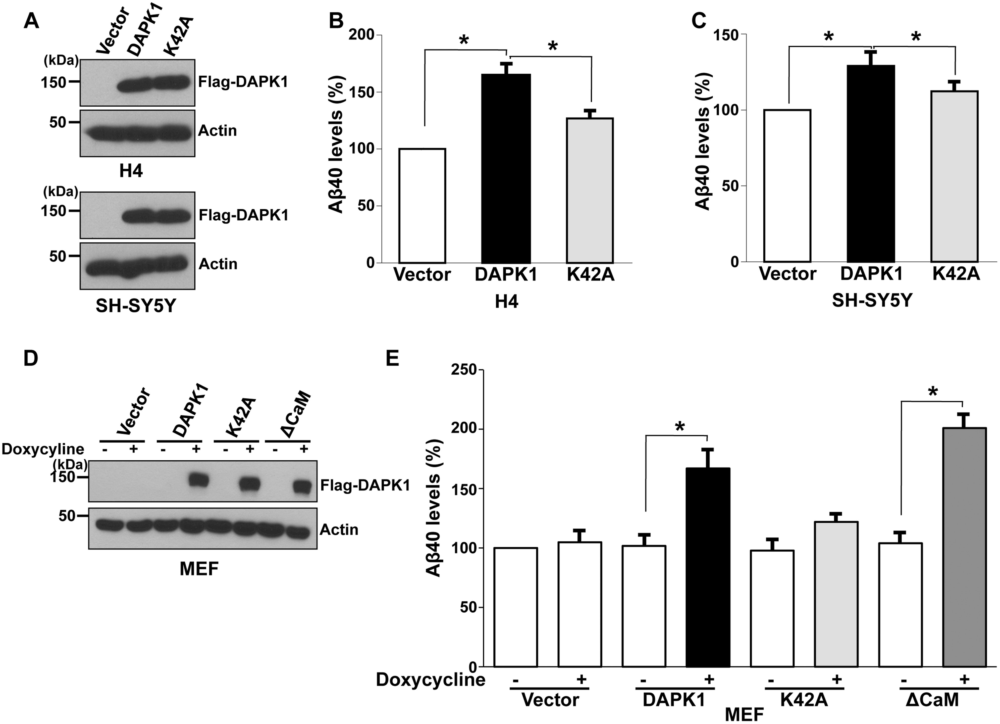 A
Vector
DAPK1
K42A
(kDa)
150
Flag-DAPK1
50
Actin
H4
(kDa)
150
Flag-DAPK1
50
Actin
SH-SY5Y
B
Aβ40 levels (%)
200
150
100
50
0
*
*
Vector
DAPK1
K42A
H4
C
Aβ40 levels (%)
150
100
50
0
*
*
Vector
DAPK1
K42A
SH-SY5Y
D
Vector
DAPK1
K42A
ΔCaM
Doxycyline - + - + - + - +
(kDa)
150
Flag-DAPK1
50
Actin
MEF
E
Aβ40 levels (%)
250
200
150
100
50
0
*
*
Doxycycline - + - + - + - +
Vector
DAPK1
K42A
ΔCaM
MEF